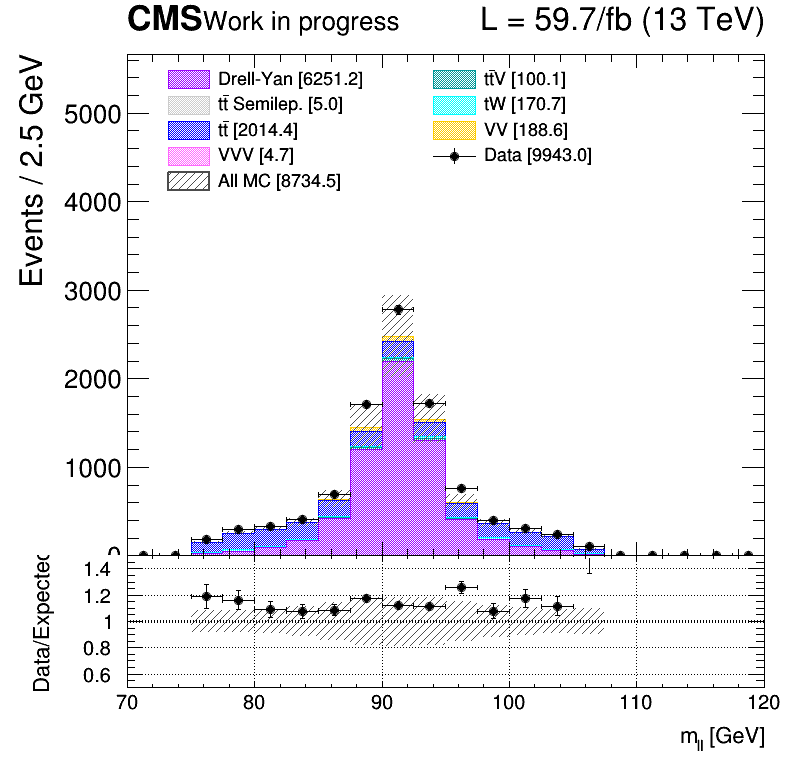 CMS Work in progress L = 59.7/fb (13 TeV)
Events / 2.5 GeV
Drell-Yan [6251.2]
tt̄ Semilep. [5.0]
tt̄ [2014.4]
VVV [4.7]
All MC [8734.5]
tt̄V [100.1]
tW [170.7]
VV [188.6]
Data [9943.0]
5000
4000
3000
2000
1000
0
Data/Expected
1.4
1.2
1
0.8
0.6
70 80 90 100 110 120
m_ll [GeV]